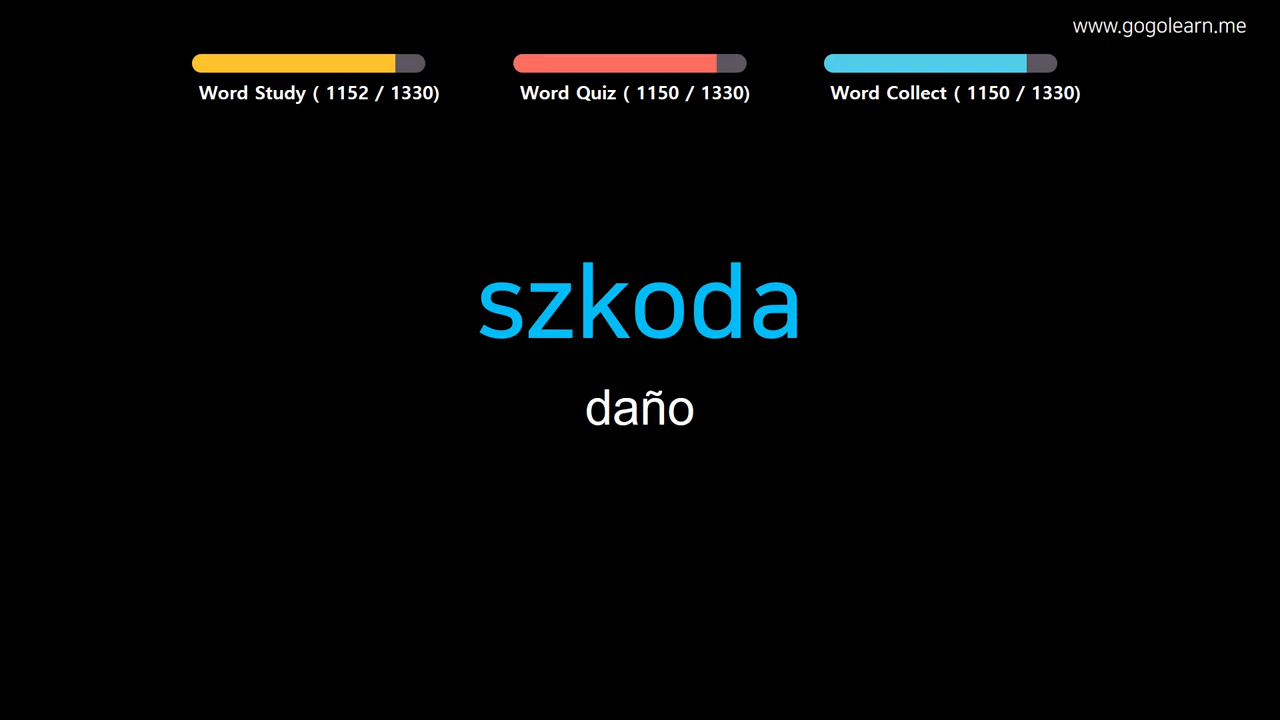 www.gogolearn.me
Word Study ( 1152 / 1330)
Word Quiz ( 1150 / 1330)
Word Collect ( 1150 / 1330)
szkoda
daño